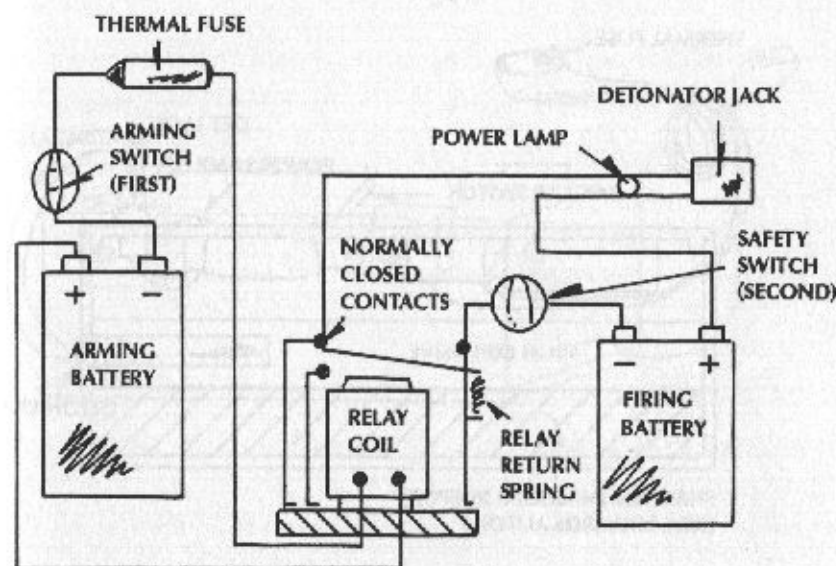 THERMAL FUSE
DETONATOR JACK
POWER LAMP
ARMING
SWITCH
(FIRST)
NORMALLY
CLOSED
CONTACTS
SAFETY
SWITCH
(SECOND)
+ −
ARMING
BATTERY
− +
FIRING
BATTERY
RELAY
COIL
RELAY
RETURN
SPRING